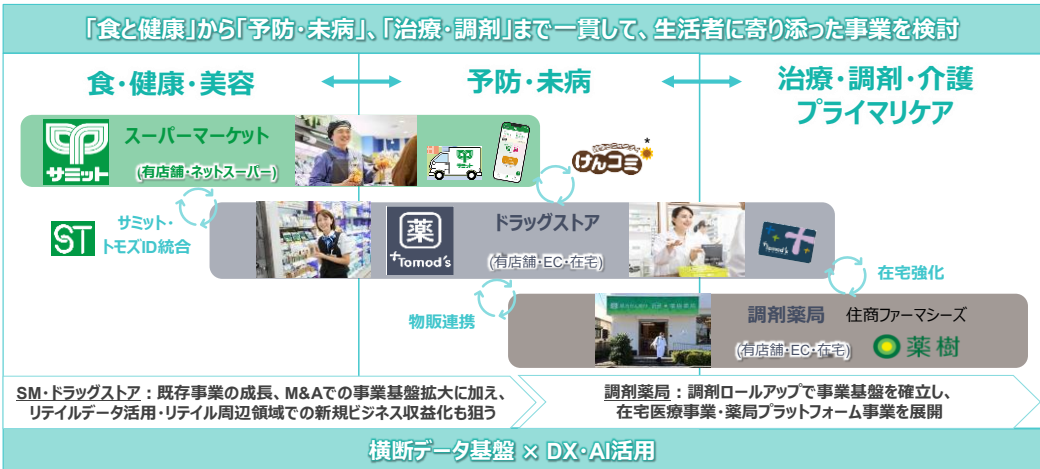 「食と健康」から「予防・未病」、「治療・調剤」まで一貫して、生活者に寄り添った事業を検討
食・健康・美容
予防・未病
治療・調剤・介護
プライマリケア
サミット
スーパーマーケット
(有店舗・ネットスーパー)
けんコミ
ST
サミット・
トモズID統合
薬
Tomod's
ドラッグストア
(有店舗・EC・在宅)
在宅強化
物販連携
調剤薬局
住商ファーマシーズ
(有店舗・EC・在宅)
薬樹
SM・ドラッグストア：既存事業の成長、M&Aでの事業基盤拡大に加え、
リテイルデータ活用・リテイル周辺領域での新規ビジネス収益化も狙う
調剤薬局：調剤ロールアップで事業基盤を確立し、
在宅医療事業・薬局プラットフォーム事業を展開
横断データ基盤 × DX・AI活用